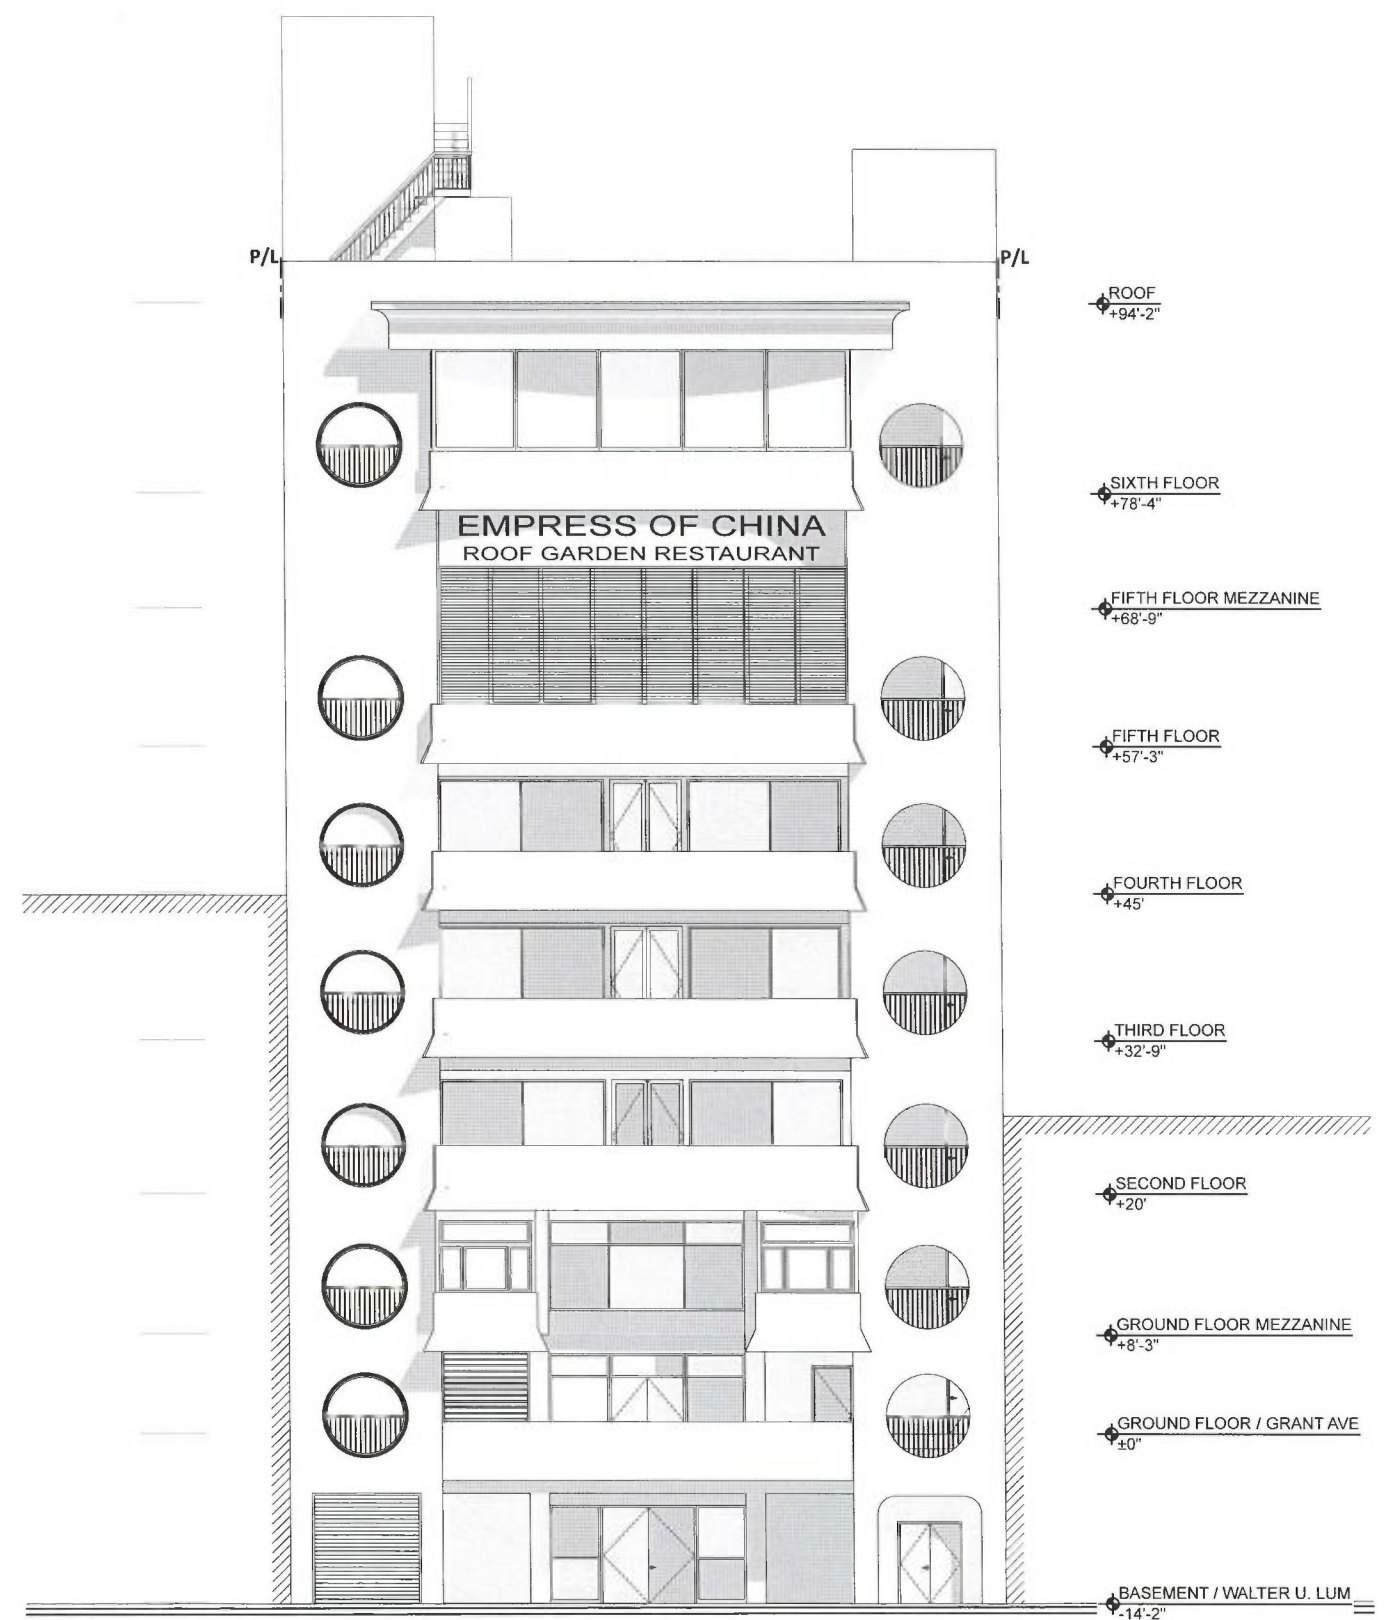 P/L
P/L
ROOF
+94'-2"
SIXTH FLOOR
+78'-4"
EMPRESS OF CHINA
ROOF GARDEN RESTAURANT
FIFTH FLOOR MEZZANINE
+68'-9"
FIFTH FLOOR
+57'-3"
FOURTH FLOOR
+45'
THIRD FLOOR
+32'-9"
SECOND FLOOR
+20'
GROUND FLOOR MEZZANINE
+8'-3"
GROUND FLOOR / GRANT AVE
±0"
BASEMENT / WALTER U. LUM
-14'-2"